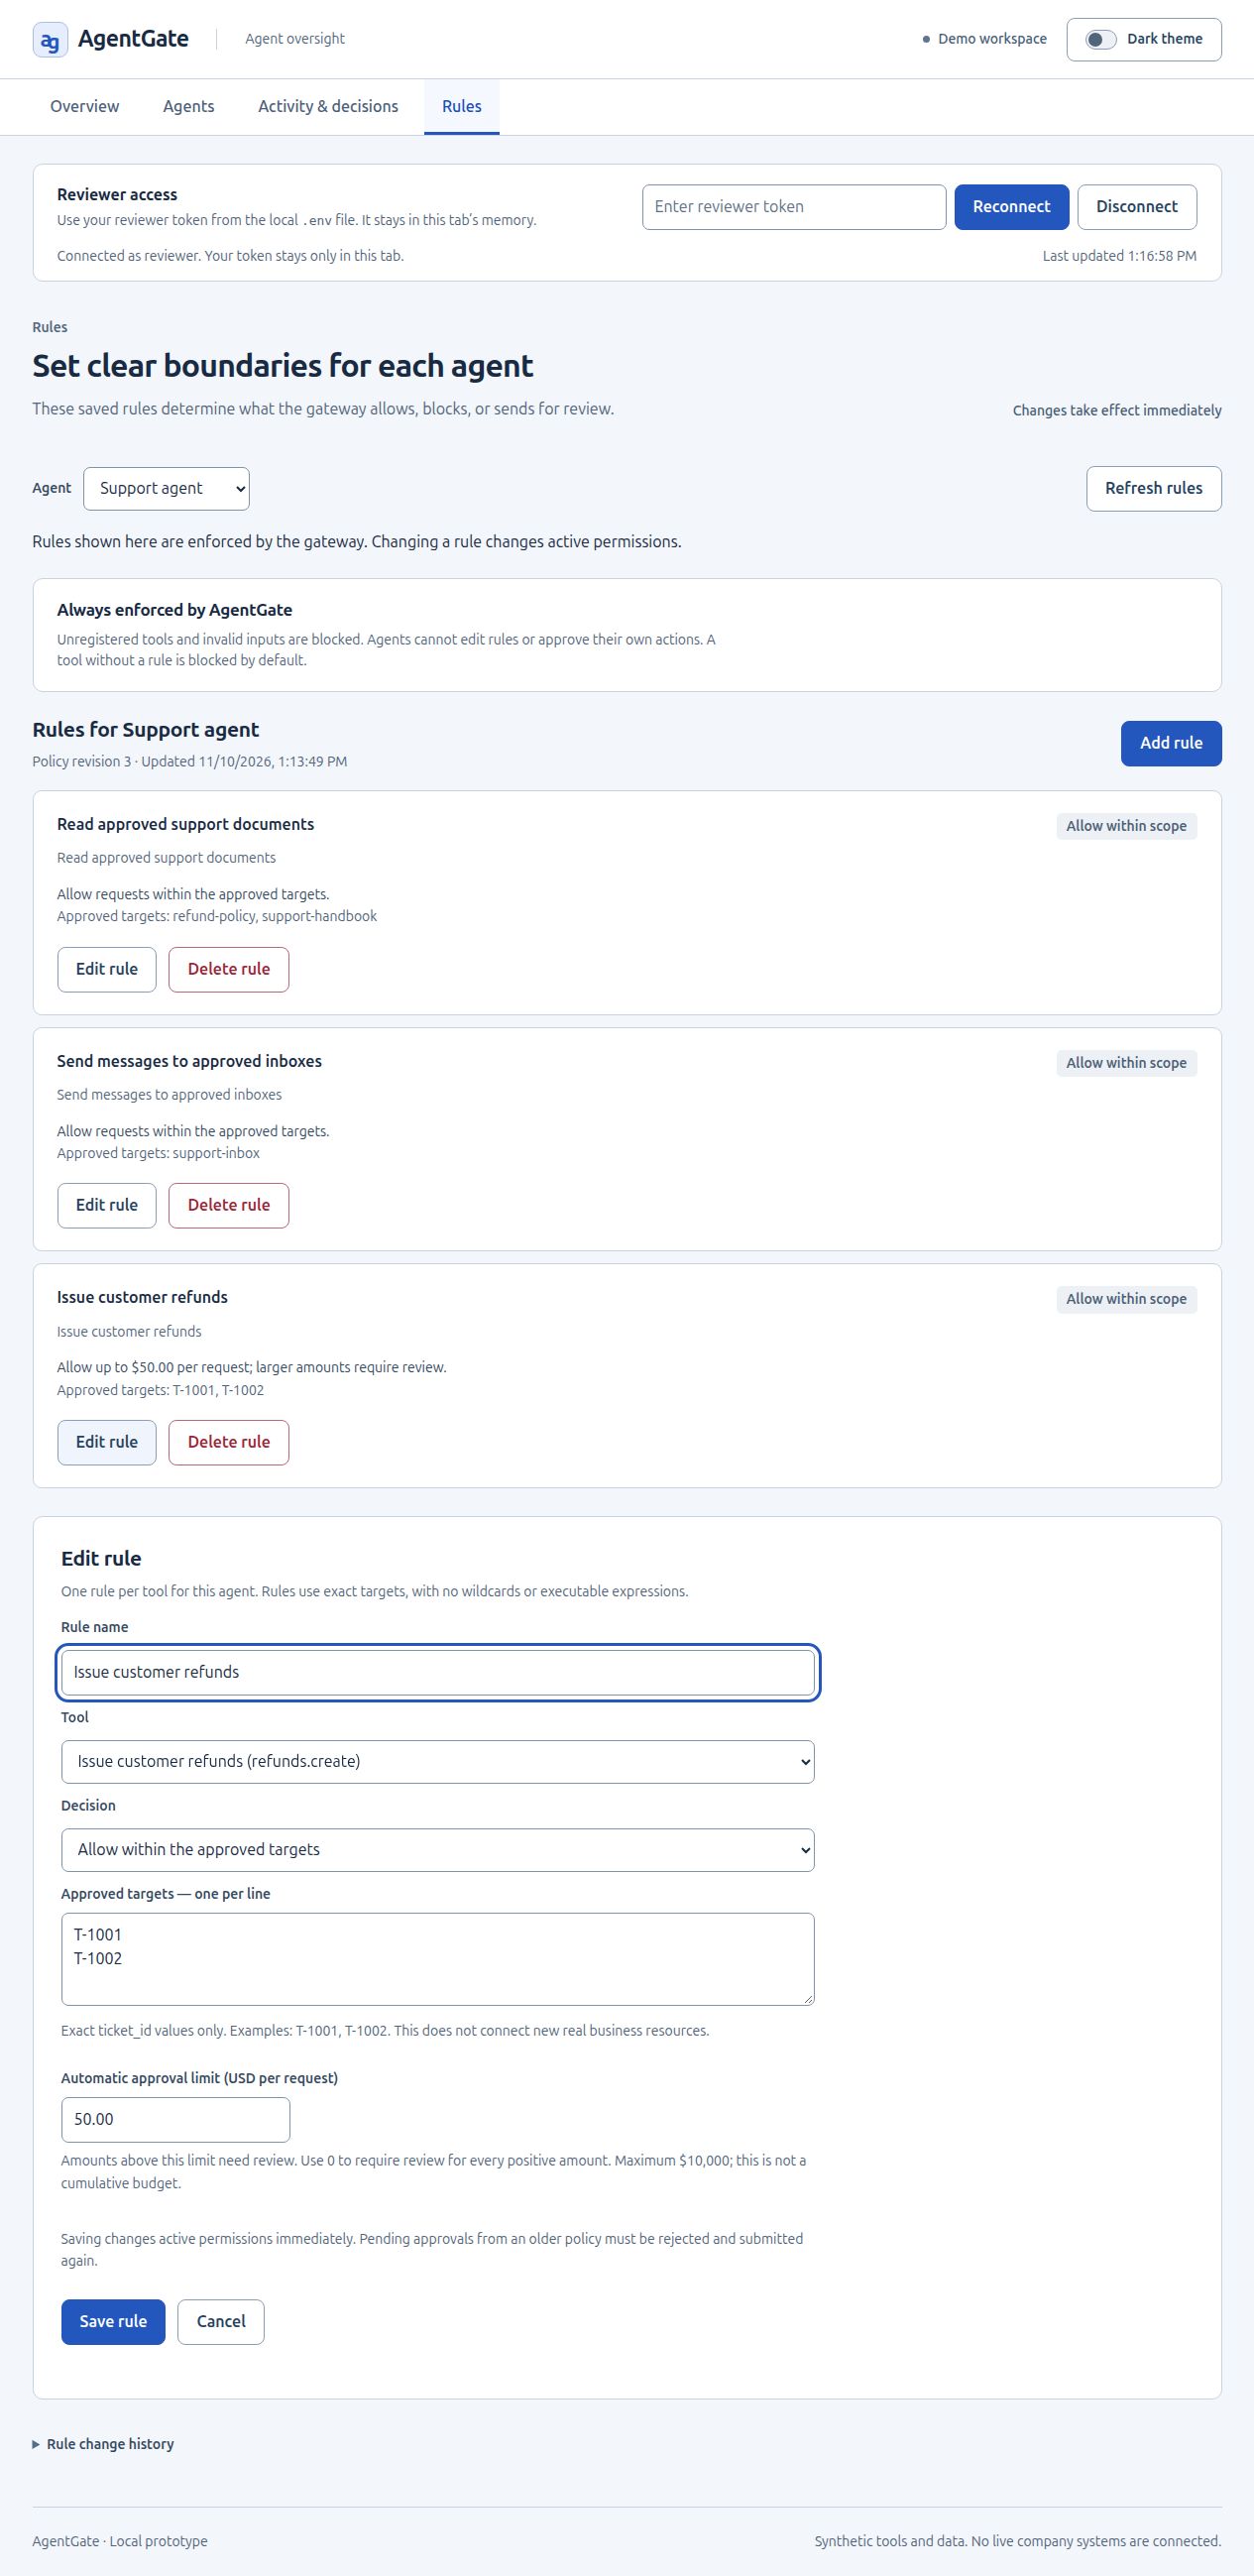 ag AgentGate
Agent oversight
Demo workspace
Dark theme
Overview
Agents
Activity & decisions
Rules
Reviewer access
Use your reviewer token from the local .env file. It stays in this tab's memory.
Enter reviewer token
Reconnect
Disconnect
Connected as reviewer. Your token stays only in this tab.
Last updated 1:16:58 PM
Rules
Set clear boundaries for each agent
These saved rules determine what the gateway allows, blocks, or sends for review.
Changes take effect immediately
Agent
Support agent
Refresh rules
Rules shown here are enforced by the gateway. Changing a rule changes active permissions.
Always enforced by AgentGate
Unregistered tools and invalid inputs are blocked. Agents cannot edit rules or approve their own actions. A
tool without a rule is blocked by default.
Rules for Support agent
Policy revision 3 · Updated 11/10/2026, 1:13:49 PM
Add rule
Read approved support documents
Allow within scope
Read approved support documents
Allow requests within the approved targets.
Approved targets: refund-policy, support-handbook
Edit rule
Delete rule
Send messages to approved inboxes
Allow within scope
Send messages to approved inboxes
Allow requests within the approved targets.
Approved targets: support-inbox
Edit rule
Delete rule
Issue customer refunds
Allow within scope
Issue customer refunds
Allow up to $50.00 per request; larger amounts require review.
Approved targets: T-1001, T-1002
Edit rule
Delete rule
Edit rule
One rule per tool for this agent. Rules use exact targets, with no wildcards or executable expressions.
Rule name
Issue customer refunds
Tool
Issue customer refunds (refunds.create)
Decision
Allow within the approved targets
Approved targets — one per line
T-1001
T-1002
Exact ticket_id values only. Examples: T-1001, T-1002. This does not connect new real business resources.
Automatic approval limit (USD per request)
50.00
Amounts above this limit need review. Use 0 to require review for every positive amount. Maximum $10,000; this is not a
cumulative budget.
Saving changes active permissions immediately. Pending approvals from an older policy must be rejected and submitted
again.
Save rule
Cancel
Rule change history
AgentGate · Local prototype
Synthetic tools and data. No live company systems are connected.